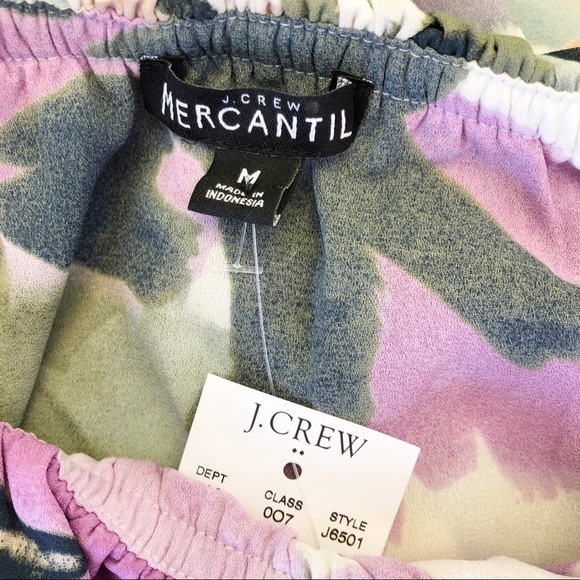 J.CREW
MERCANTIL
M
MADE IN
INDONESIA
J.CREW
DEPT CLASS STYLE
007 J6501